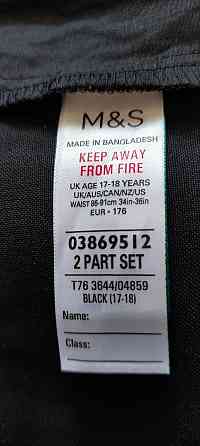 M&S
MADE IN BANGLADESH
KEEP AWAY
FROM FIRE
UK AGE 17-18 YEARS
UK/AUS/CAN/NZ/US
WAIST 86-91cm 34in-36in
EUR • 176
03869512
2 PART SET
T76 3644/04859
BLACK (17-18)
Name:
Class: